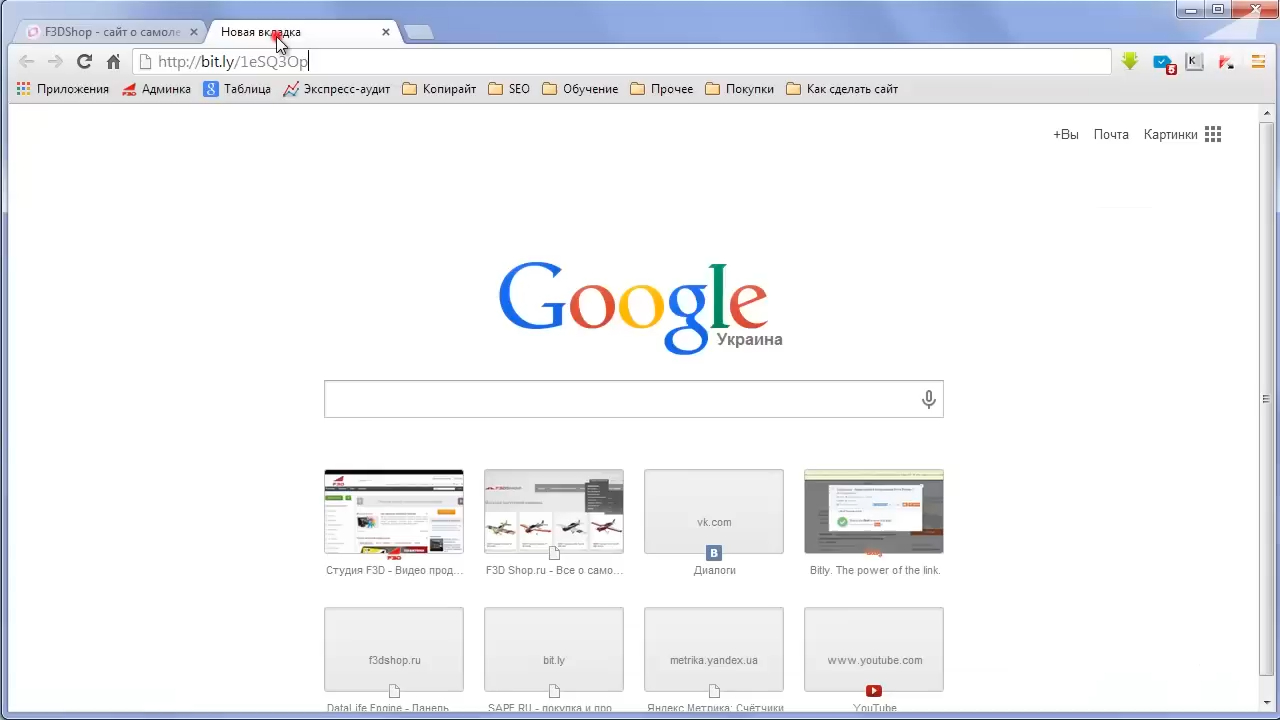 F3DShop - сайт о самоле
Новая вкладка
http://bit.ly/1eSQ3Op
5
K
Приложения
Админка
Таблица
Экспресс-аудит
Копирайт
SEO
Обучение
Прочее
Покупки
Как сделать сайт
+Вы
Почта
Картинки
Google
Украина
vk.com
B
Студия F3D - Видео прод...
F3D Shop.ru - Все о само...
Диалоги
Bitly. The power of the link.
f3dshop.ru
bit.ly
metrika.yandex.ua
www.youtube.com
DataLife Engine - Панель
SAPE.RU - покупка и про
Яндекс.Метрика: Счётчики
YouTube